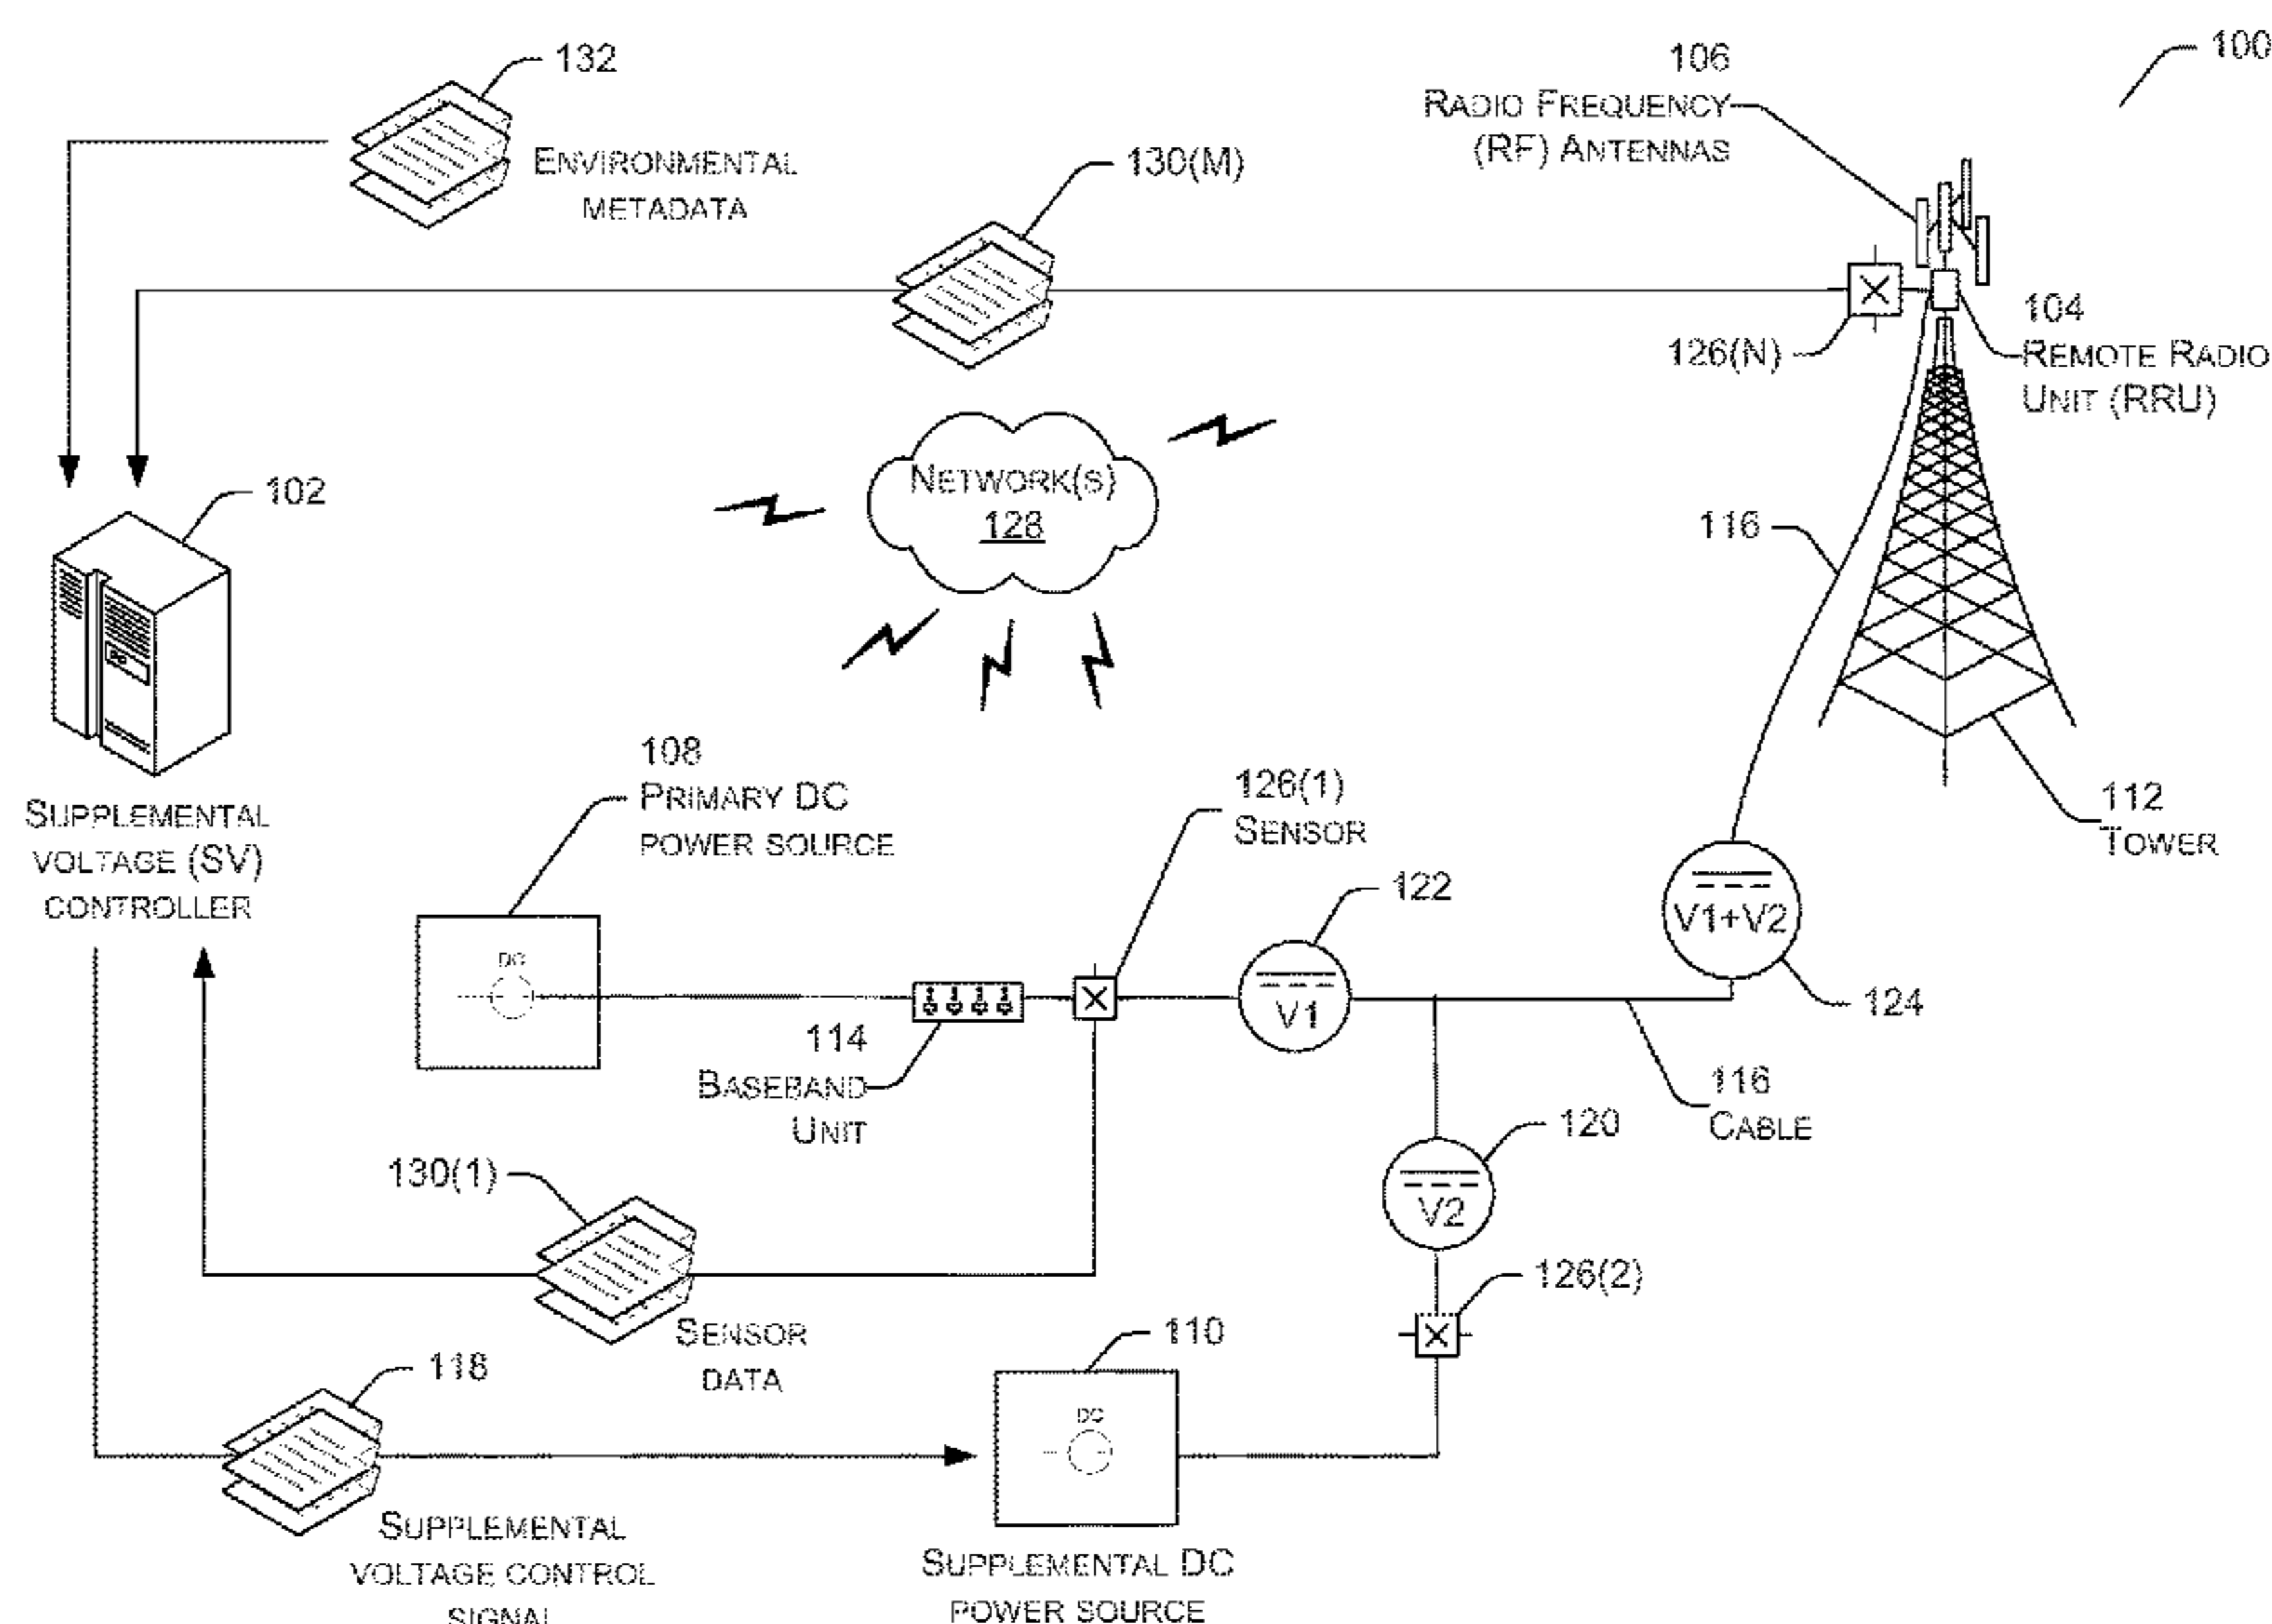 132
ENVIRONMENTAL
METADATA
130(M)
106
RADIO FREQUENCY
(RF) ANTENNAS
100
126(N)
104
REMOTE RADIO
UNIT (RRU)
NETWORK(S)
128
102
116
SUPPLEMENTAL
VOLTAGE (SV)
CONTROLLER
108
PRIMARY DC
POWER SOURCE
126(1)
SENSOR
112
TOWER
122
V1+V2
124
DC
V1
114
BASEBAND
UNIT
116
CABLE
120
V2
130(1)
SENSOR
DATA
126(2)
110
118
DC
SUPPLEMENTAL
VOLTAGE CONTROL
SIGNAL
SUPPLEMENTAL DC
POWER SOURCE